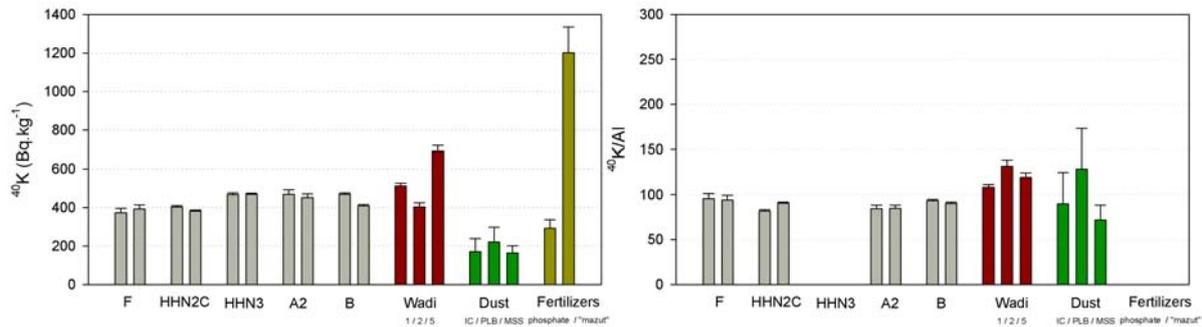 1400
1200
1000
800
600
400
200
0
⁴⁰K (Bq.kg⁻¹)
F HHN2C HHN3 A2 B Wadi Dust Fertilizers
1 / 2 / 5 IC / PLB / MSS phosphate / "mazut"
300
250
200
150
100
50
0
⁴⁰K/Al
F HHN2C HHN3 A2 B Wadi Dust Fertilizers
1 / 2 / 5 IC / PLB / MSS phosphate / "mazut"